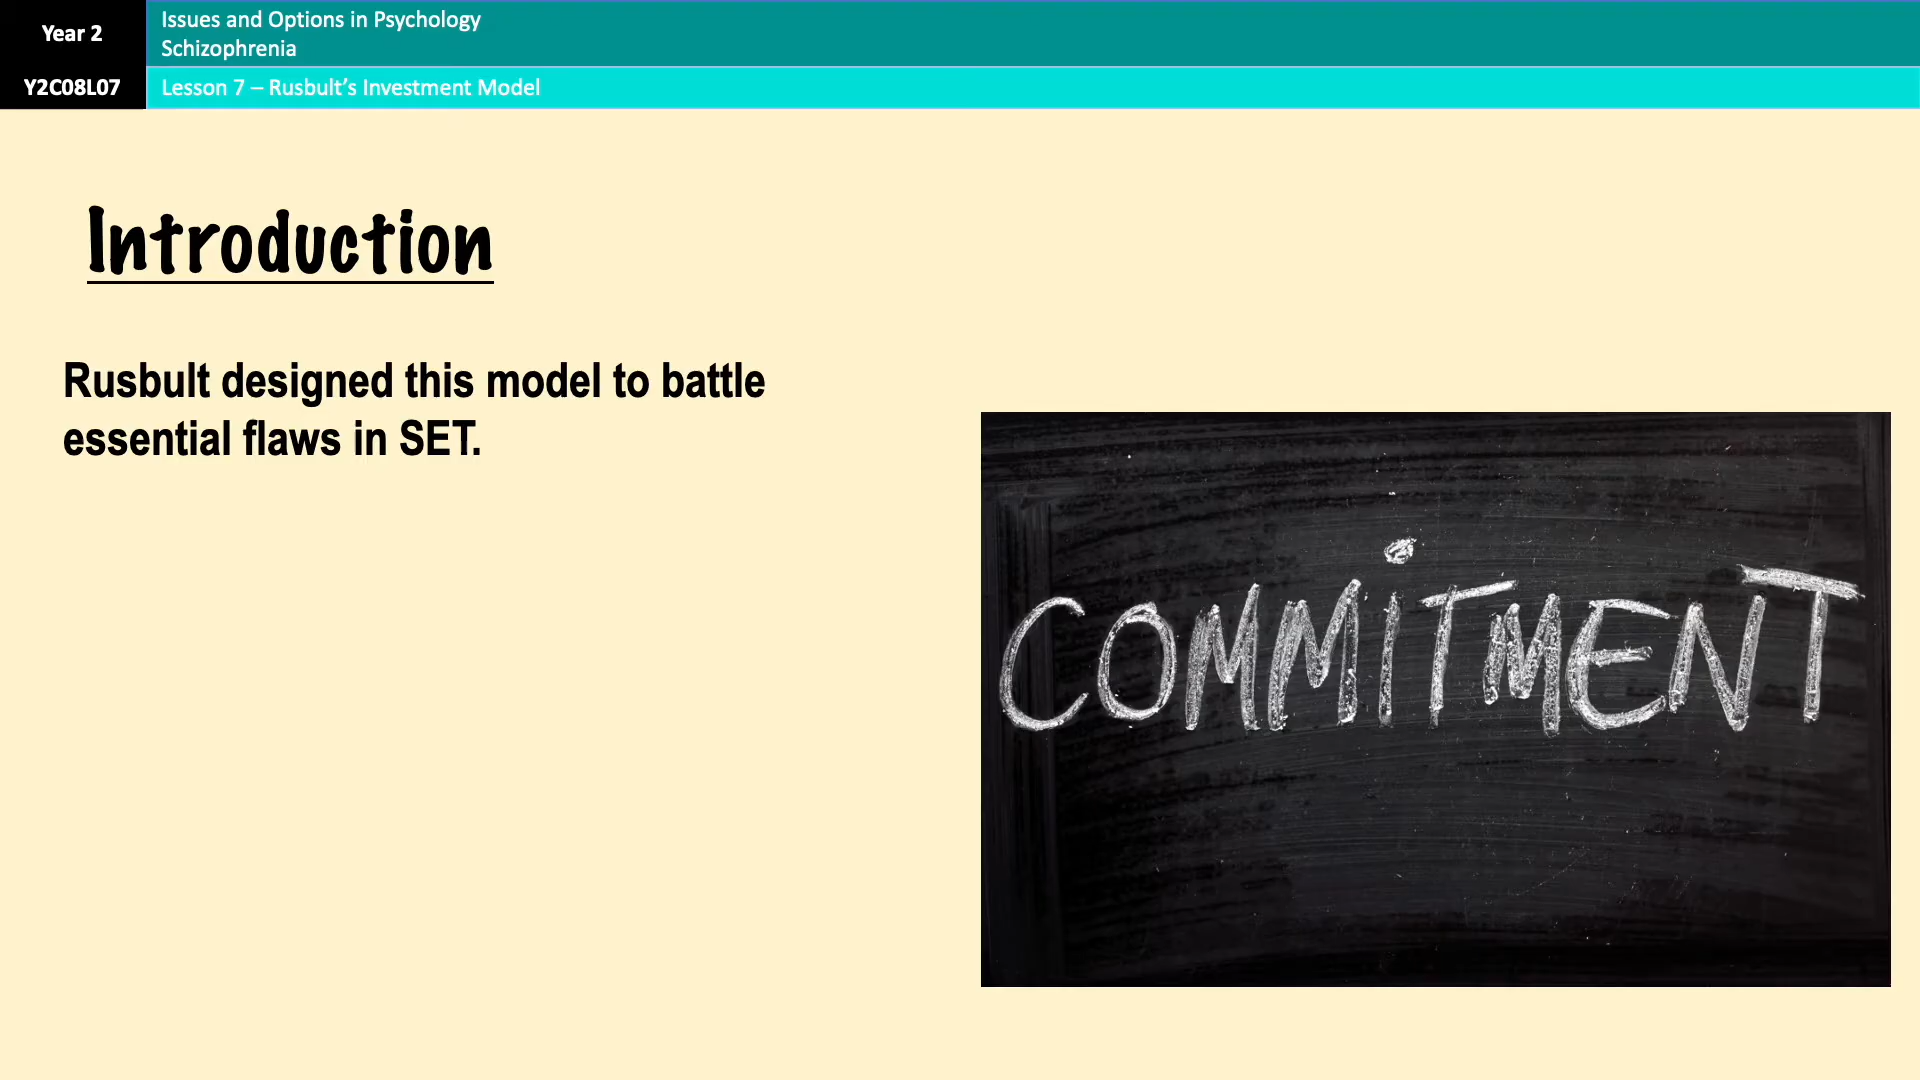 Year 2
Issues and Options in Psychology
Schizophrenia
Y2C08L07
Lesson 7 – Rusbult's Investment Model
Introduction
Rusbult designed this model to battle
essential flaws in SET.
COMMiTMENT